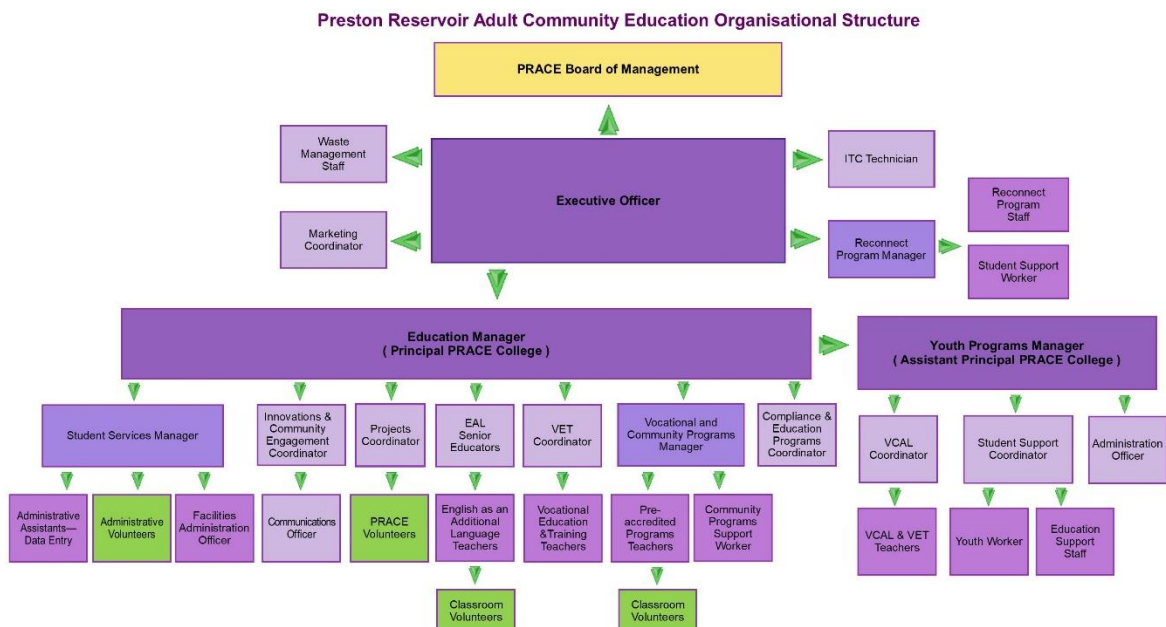 Preston Reservoir Adult Community Education Organisational Structure
PRACE Board of Management
Waste
Management
Staff
ITC Technician
Executive Officer
Reconnect
Program
Staff
Marketing
Coordinator
Reconnect
Program Manager
Student Support
Worker
Education Manager
( Principal PRACE College )
Youth Programs Manager
( Assistant Principal PRACE College )
Student Services Manager
Innovations &
Community
Engagement
Coordinator
Projects
Coordinator
EAL
Senior
Educators
VET
Coordinator
Vocational and
Community Programs
Manager
Compliance &
Education
Programs
Coordinator
VCAL
Coordinator
Student Support
Coordinator
Administration
Officer
Administrative
Assistants—
Data Entry
Administrative
Volunteers
Facilities
Administration
Officer
Communications
Officer
PRACE
Volunteers
English as an
Additional
Language
Teachers
Vocational
Education
&Training
Teachers
Pre-
accredited
Programs
Teachers
Community
Programs
Support
Worker
VCAL & VET
Teachers
Youth Worker
Education
Support
Staff
Classroom
Volunteers
Classroom
Volunteers